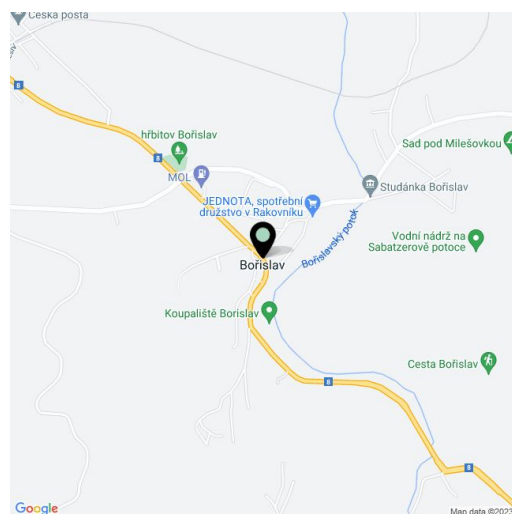 Česká pošta
8
hřbitov Bořislav
8
MOL
Sad pod Milešovkou
JEDNOTA, spotřební
družstvo v Rakovníku
Studánka Bořislav
Bořislavský potok
Vodní nádrž na
Sabatzerově potoce
Bořislav
Koupaliště Borislav
Cesta Bořislav
8
8
Google
Map data ©2023